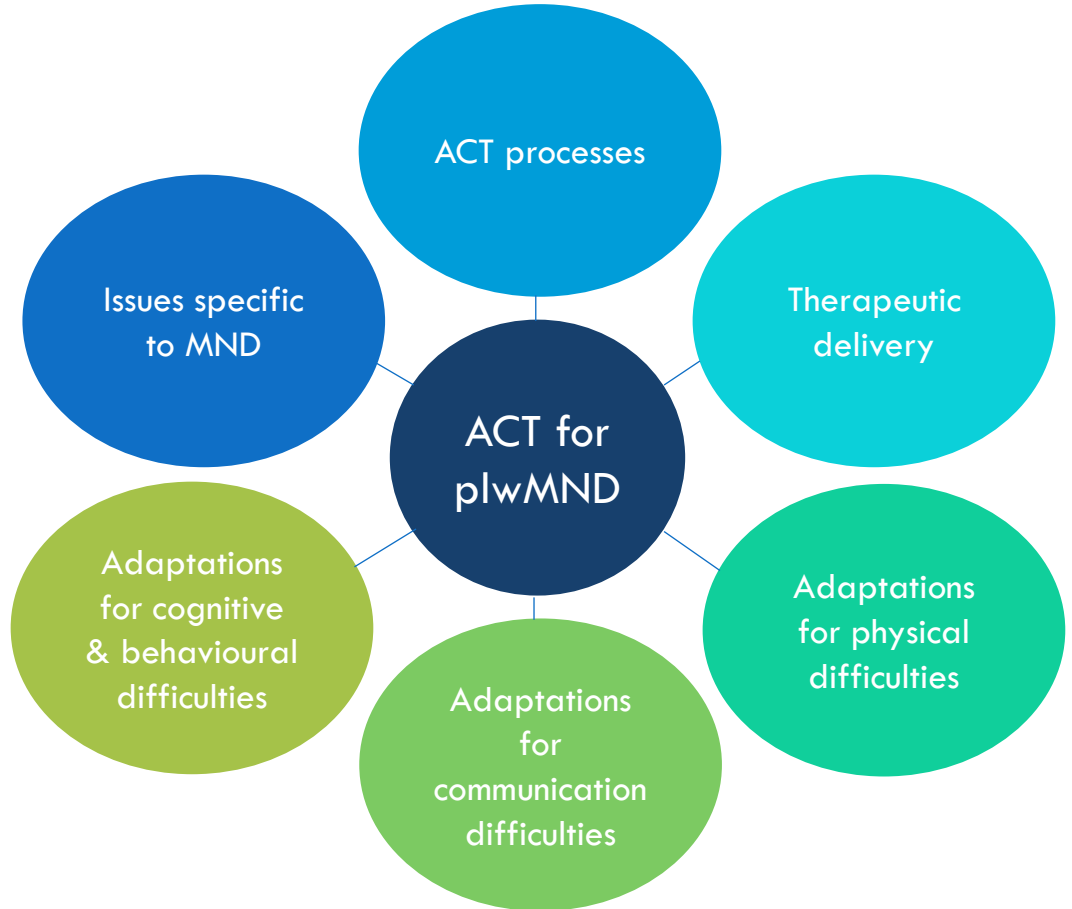 ACT processes
Issues specific
to MND
Therapeutic
delivery
ACT for
plwMND
Adaptations
for cognitive
& behavioural
difficulties
Adaptations
for physical
difficulties
Adaptations
for
communication
difficulties